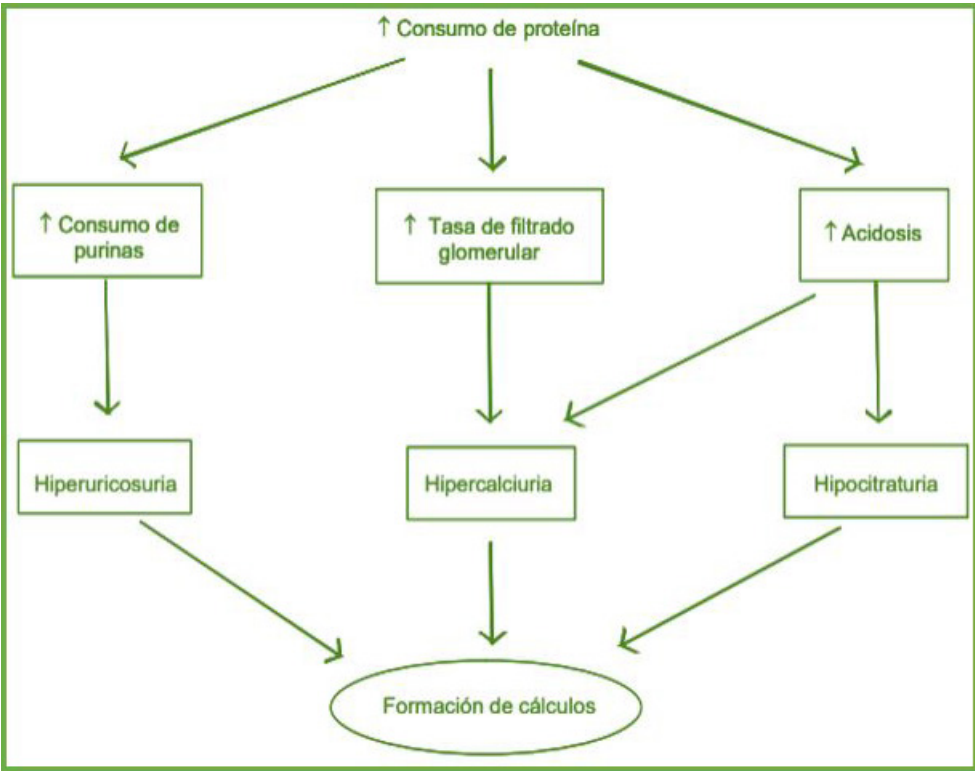 ↑ Consumo de proteína
↑ Consumo de
purinas
↑ Tasa de filtrado
glomerular
↑ Acidosis
Hiperuricosuria
Hipercalciuria
Hipocitraturia
Formación de cálculos